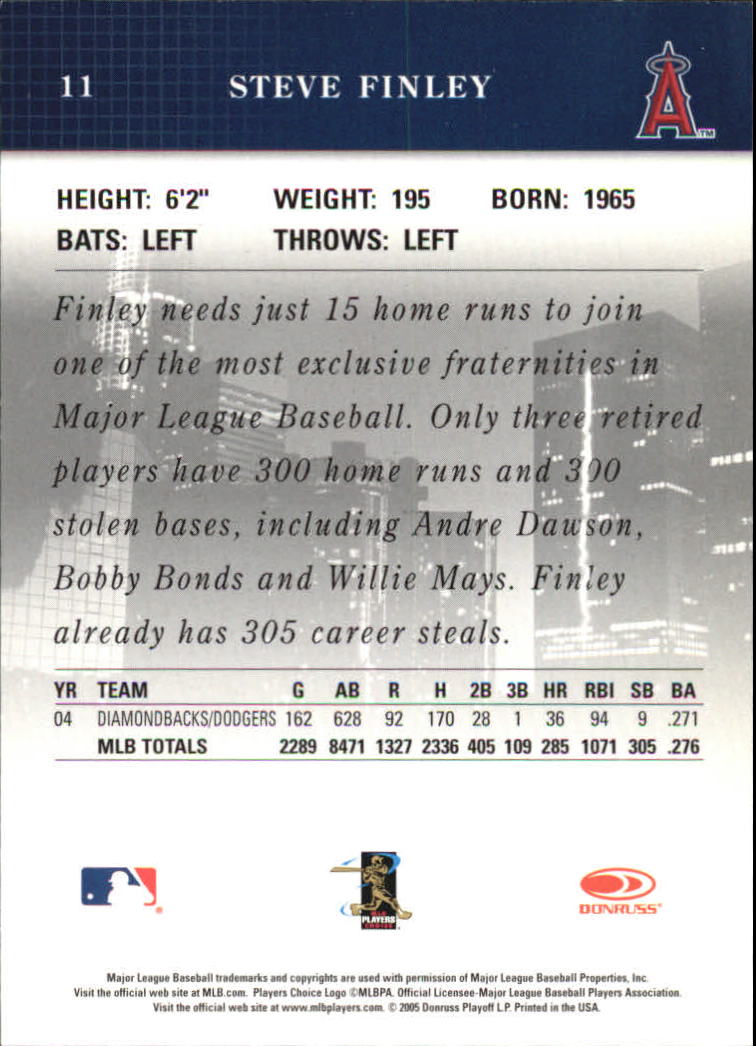 11 STEVE FINLEY
A TM
HEIGHT: 6'2" WEIGHT: 195 BORN: 1965
BATS: LEFT THROWS: LEFT
Finley needs just 15 home runs to join
one of the most exclusive fraternities in
Major League Baseball. Only three retired
players have 300 home runs and 300
stolen bases, including Andre Dawson,
Bobby Bonds and Willie Mays. Finley
already has 305 career steals.
YR TEAM G AB R H 2B 3B HR RBI SB BA
04 DIAMONDBACKS/DODGERS 162 628 92 170 28 1 36 94 9 .271
MLB TOTALS 2289 8471 1327 2336 405 109 285 1071 305 .276
MLB
PLAYERS
CHOICE
DONRUSS
Major League Baseball trademarks and copyrights are used with permission of Major League Baseball Properties, Inc.
Visit the official web site at MLB.com. Players Choice Logo ©MLBPA. Official Licensee-Major League Baseball Players Association.
Visit the official web site at www.mlbplayers.com. © 2005 Donruss Playoff L.P. Printed in the USA.